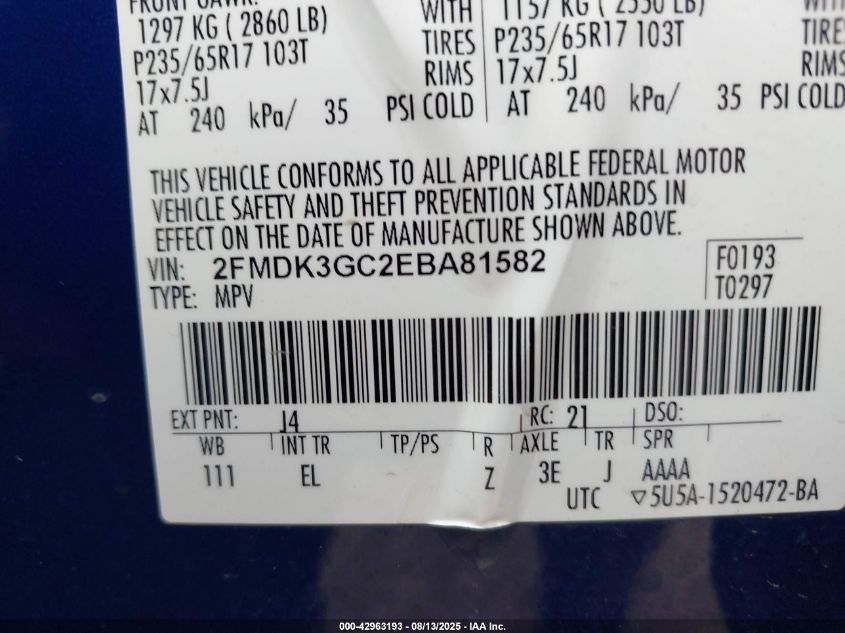 1297 KG ( 2860 LB) WITH 1157 KG ( 2550 LB) WITH
P235/65R17 103T TIRES P235/65R17 103T TIRES
17x7.5J RIMS 17x7.5J RIMS
AT 240 kPa/ 35 PSI COLD AT 240 kPa/ 35 PSI COLD
THIS VEHICLE CONFORMS TO ALL APPLICABLE FEDERAL MOTOR
VEHICLE SAFETY AND THEFT PREVENTION STANDARDS IN
EFFECT ON THE DATE OF MANUFACTURE SHOWN ABOVE.
VIN: 2FMDK3GC2EBA81582 F0193
TYPE: MPV T0297
EXT PNT: J4 RC: 21 DSO:
WB INT TR TP/PS R AXLE TR SPR
111 EL Z 3E J AAAA
UTC ▽5U5A-1520472-BA
000-42963193 - 08/13/2025 - IAA Inc.